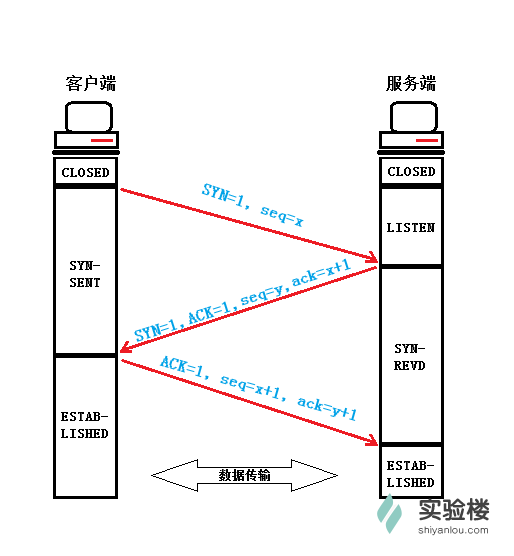 客户端
服务端
CLOSED
CLOSED
SYN=1, seq=x
LISTEN
SYN-
SENT
SYN=1,ACK=1,seq=y,ack=x+1
SYN-
REVD
ACK=1, seq=x+1, ack=y+1
ESTAB-
LISHED
ESTAB-
LISHED
数据传输
实验楼
shiyanlou.com